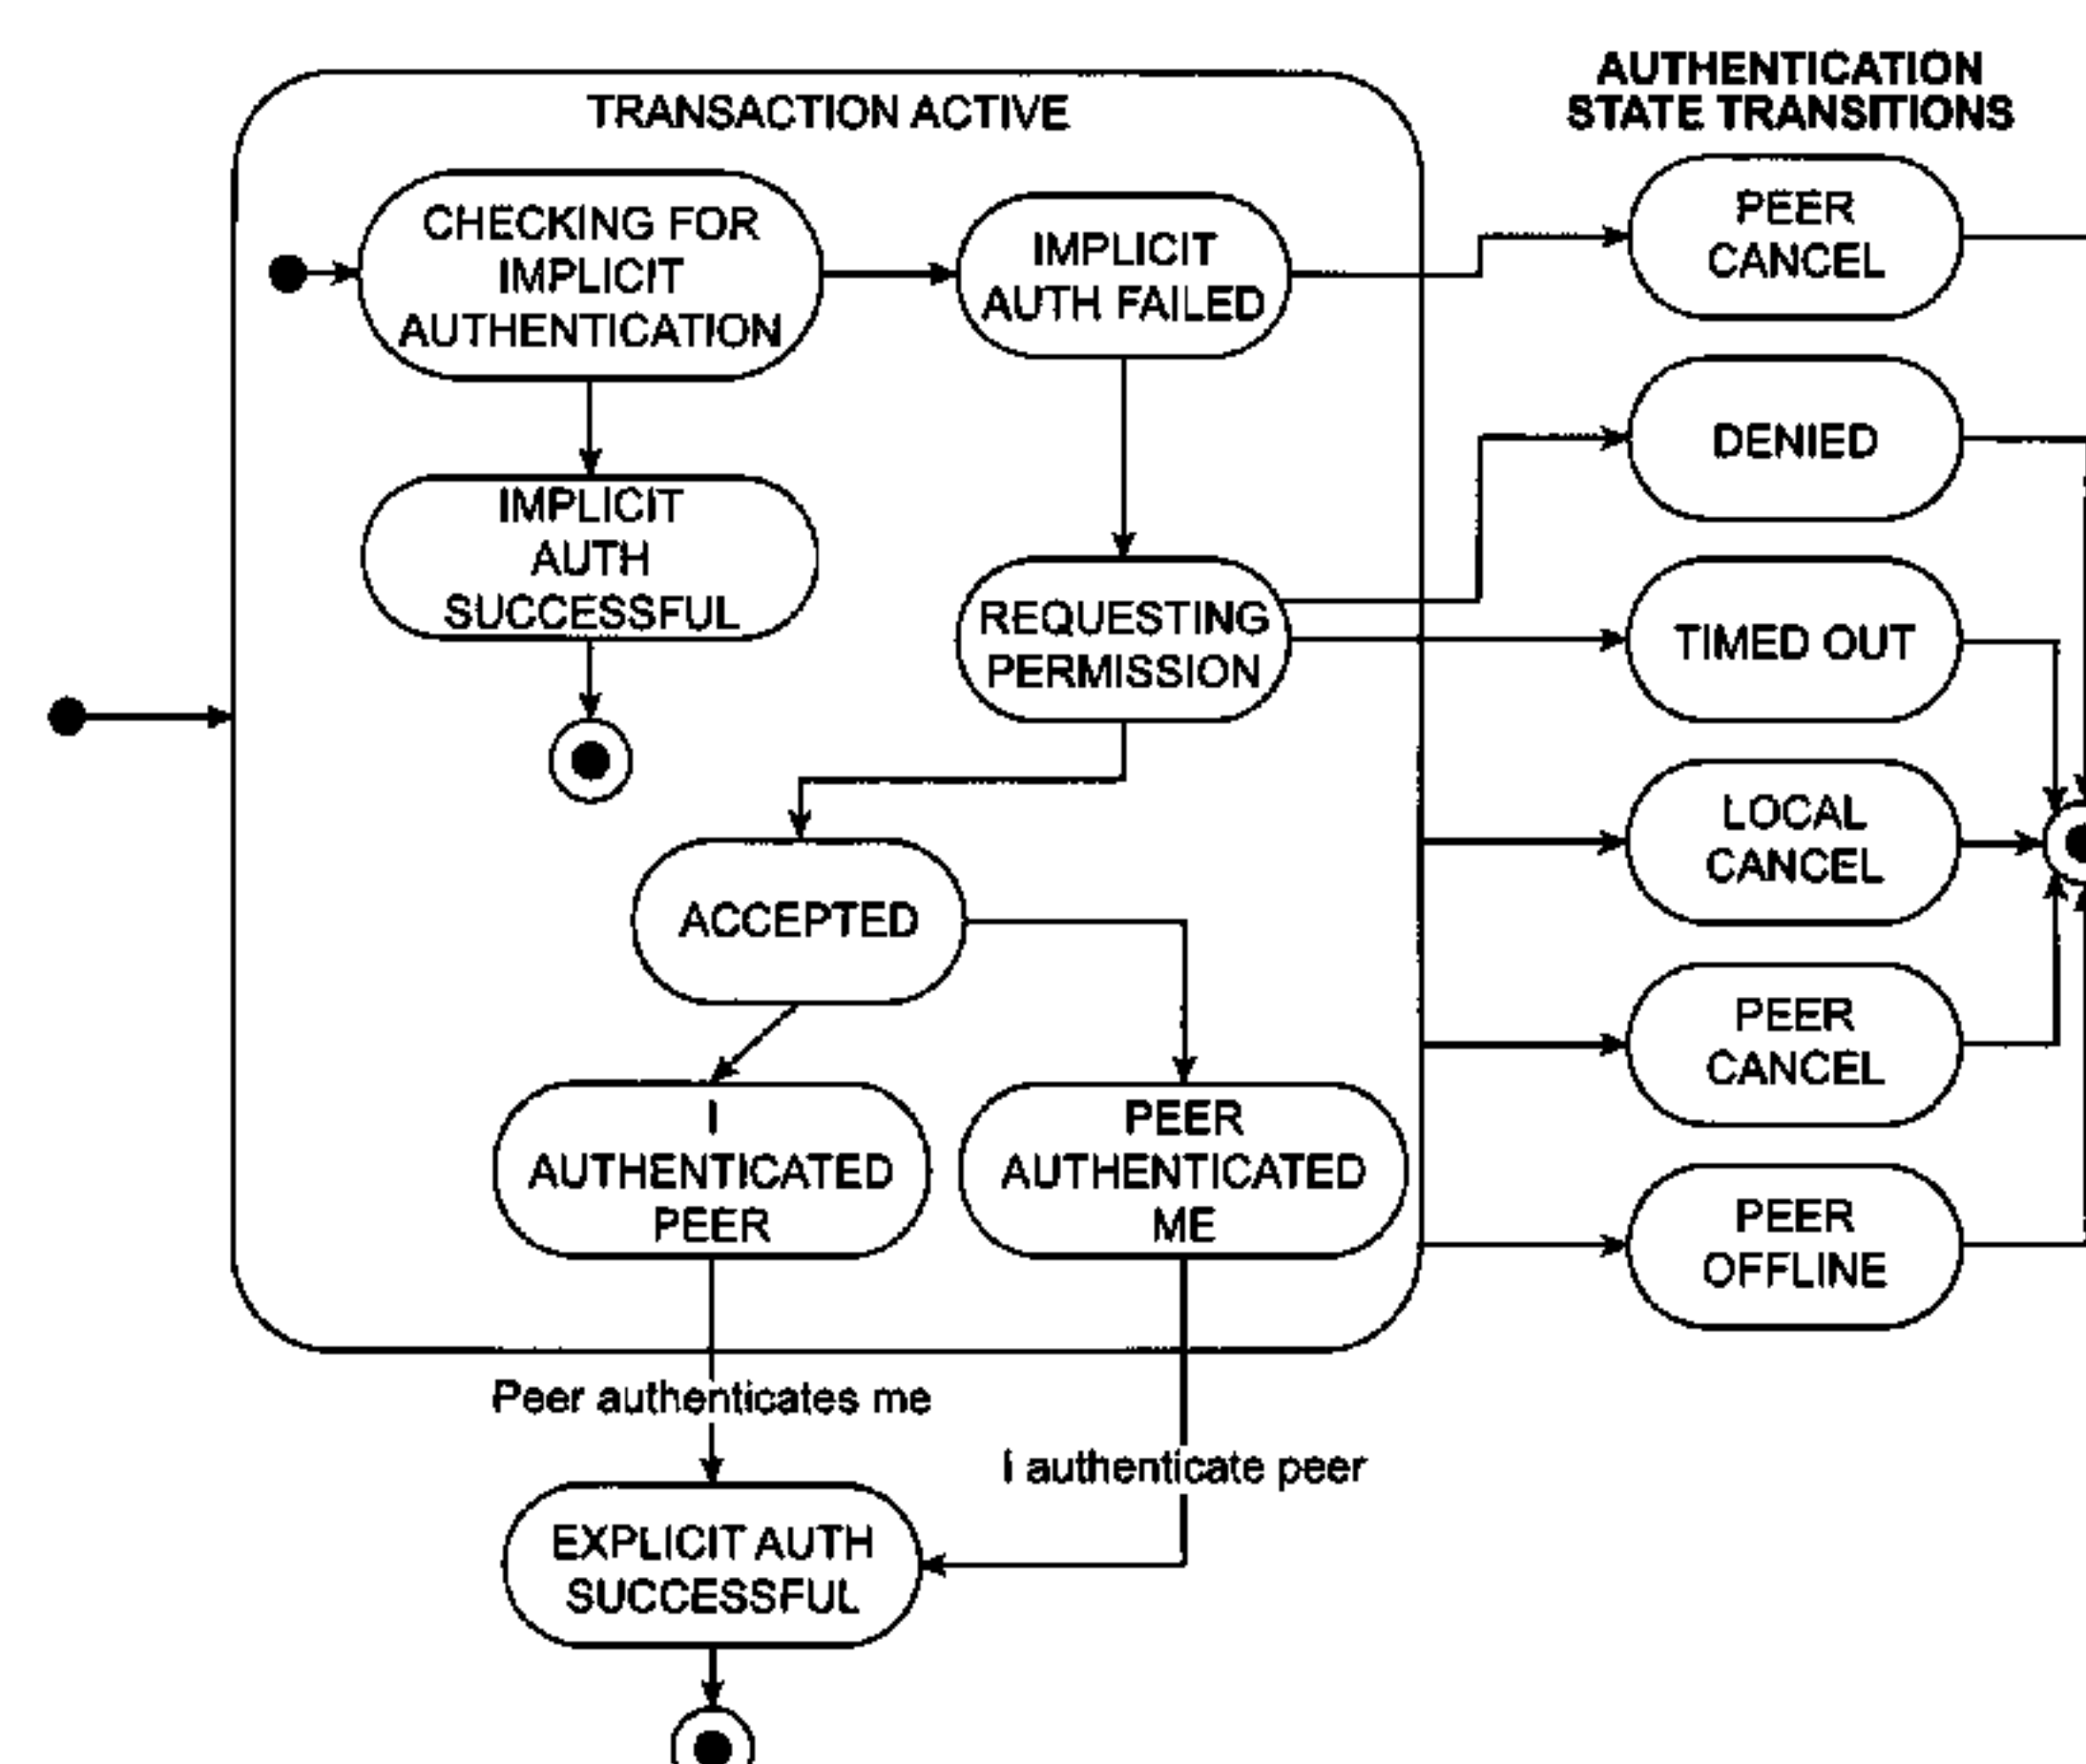 AUTHENTICATION
STATE TRANSITIONS
TRANSACTION ACTIVE
CHECKING FOR
IMPLICIT
AUTHENTICATION
IMPLICIT
AUTH FAILED
PEER
CANCEL
DENIED
IMPLICIT
AUTH
SUCCESSFUL
REQUESTING
PERMISSION
TIMED OUT
LOCAL
CANCEL
ACCEPTED
PEER
CANCEL
I
AUTHENTICATED
PEER
PEER
AUTHENTICATED
ME
PEER
OFFLINE
Peer authenticates me
I authenticate peer
EXPLICIT AUTH
SUCCESSFUL